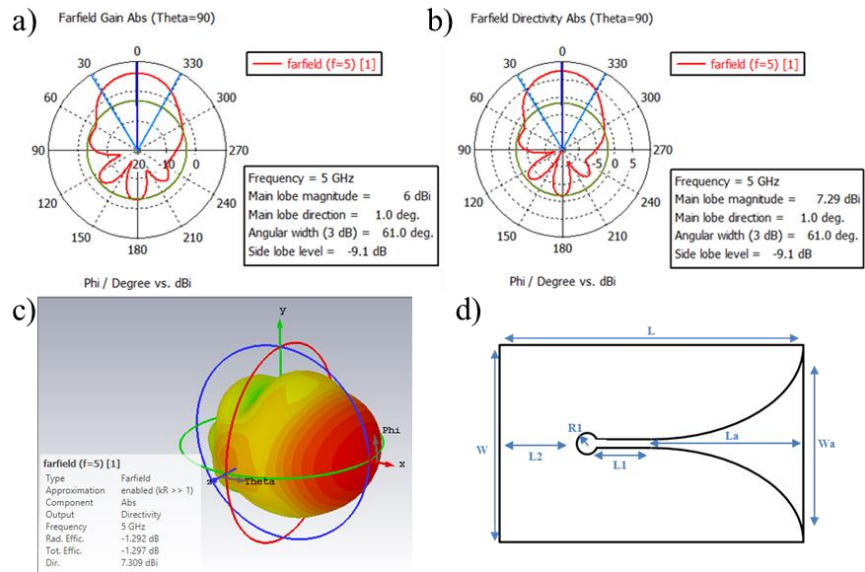 a)
Farfield Gain Abs (Theta=90)
0
30
330
60
300
90
270
120
240
150
210
180
20
10
0
farfield (f=5) [1]
Frequency = 5 GHz
Main lobe magnitude = 6 dBi
Main lobe direction = 1.0 deg.
Angular width (3 dB) = 61.0 deg.
Side lobe level = -9.1 dB
Phi / Degree vs. dBi
b)
Farfield Directivity Abs (Theta=90)
0
30
330
60
300
90
270
120
240
150
210
180
-5
0
5
farfield (f=5) [1]
Frequency = 5 GHz
Main lobe magnitude = 7.29 dBi
Main lobe direction = 1.0 deg.
Angular width (3 dB) = 61.0 deg.
Side lobe level = -9.1 dB
Phi / Degree vs. dBi
c)
y
Phi
x
z
Theta
farfield (f=5) [1]
Type Farfield
Approximation enabled (kR >> 1)
Component Abs
Output Directivity
Frequency 5 GHz
Rad. Effic. -1.292 dB
Tot. Effic. -1.297 dB
Dir. 7.309 dBi
d)
L
W
R1
L2
L1
La
Wa